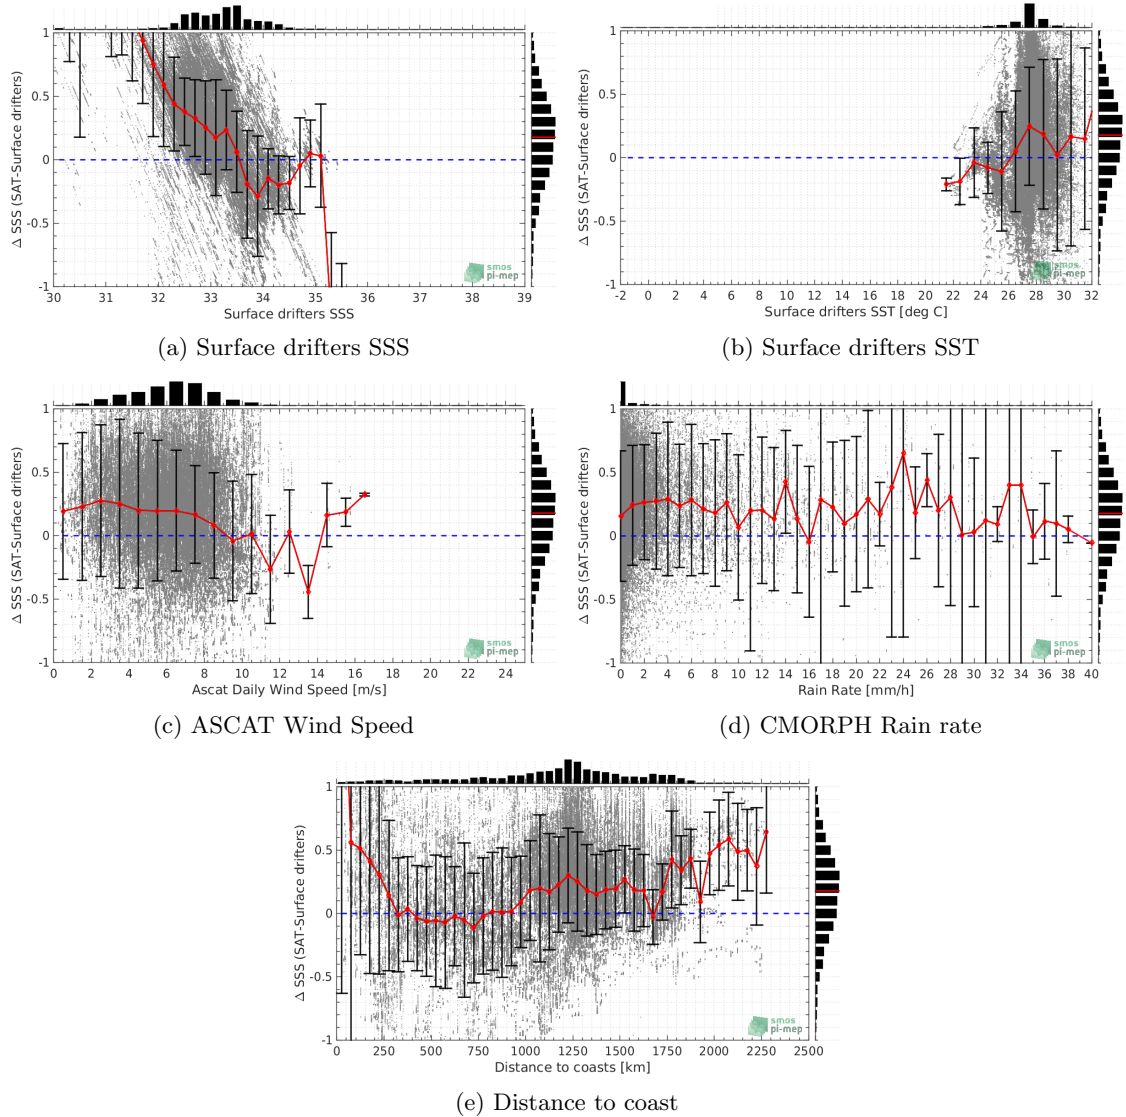 1
0.5
0
-0.5
-1
Δ SSS (SAT-Surface drifters)
30 31 32 33 34 35 36 37 38 39
Surface drifters SSS
smos
pi-mep
(a) Surface drifters SSS
1
0.5
0
-0.5
-1
Δ SSS (SAT-Surface drifters)
-2 0 2 4 6 8 10 12 14 16 18 20 22 24 26 28 30 32
Surface drifters SST [deg C]
smos
pi-mep
(b) Surface drifters SST
1
0.5
0
-0.5
-1
Δ SSS (SAT-Surface drifters)
0 2 4 6 8 10 12 14 16 18 20 22 24
Ascat Daily Wind Speed [m/s]
smos
pi-mep
(c) ASCAT Wind Speed
1
0.5
0
-0.5
-1
Δ SSS (SAT-Surface drifters)
0 2 4 6 8 10 12 14 16 18 20 22 24 26 28 30 32 34 36 38 40
Rain Rate [mm/h]
smos
pi-mep
(d) CMORPH Rain rate
1
0.5
0
-0.5
-1
Δ SSS (SAT-Surface drifters)
0 250 500 750 1000 1250 1500 1750 2000 2250 2500
Distance to coasts [km]
smos
pi-mep
(e) Distance to coast